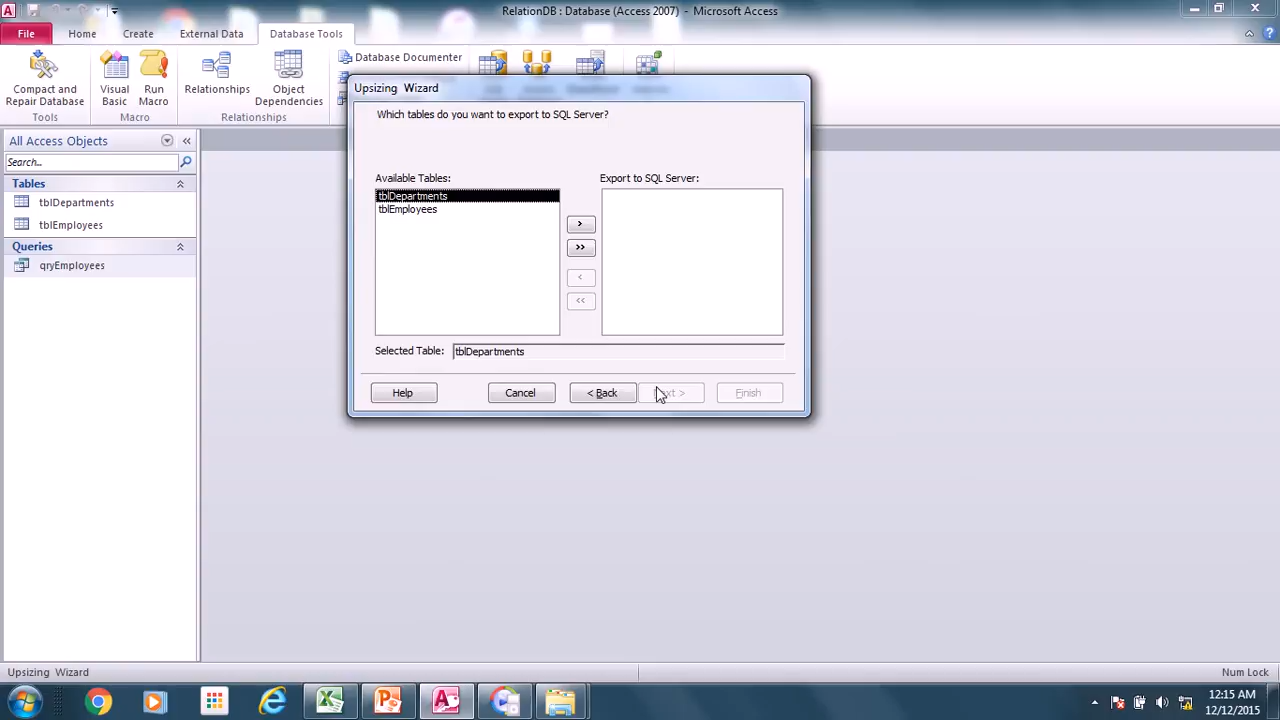 RelationDB : Database (Access 2007) - Microsoft Access
File Home Create External Data Database Tools
Compact and Repair Database
Visual Basic
Run Macro
Relationships
Object Dependencies
Database Documenter
Tools Macro Relationships
All Access Objects
Search...
Tables
tblDepartments
tblEmployees
Queries
qryEmployees
Upsizing Wizard
Which tables do you want to export to SQL Server?
Available Tables: Export to SQL Server:
tblDepartments
tblEmployees
>
>>
<
<<
Selected Table: tblDepartments
Help Cancel < Back Finish
Upsizing Wizard Num Lock
12:15 AM
12/12/2015